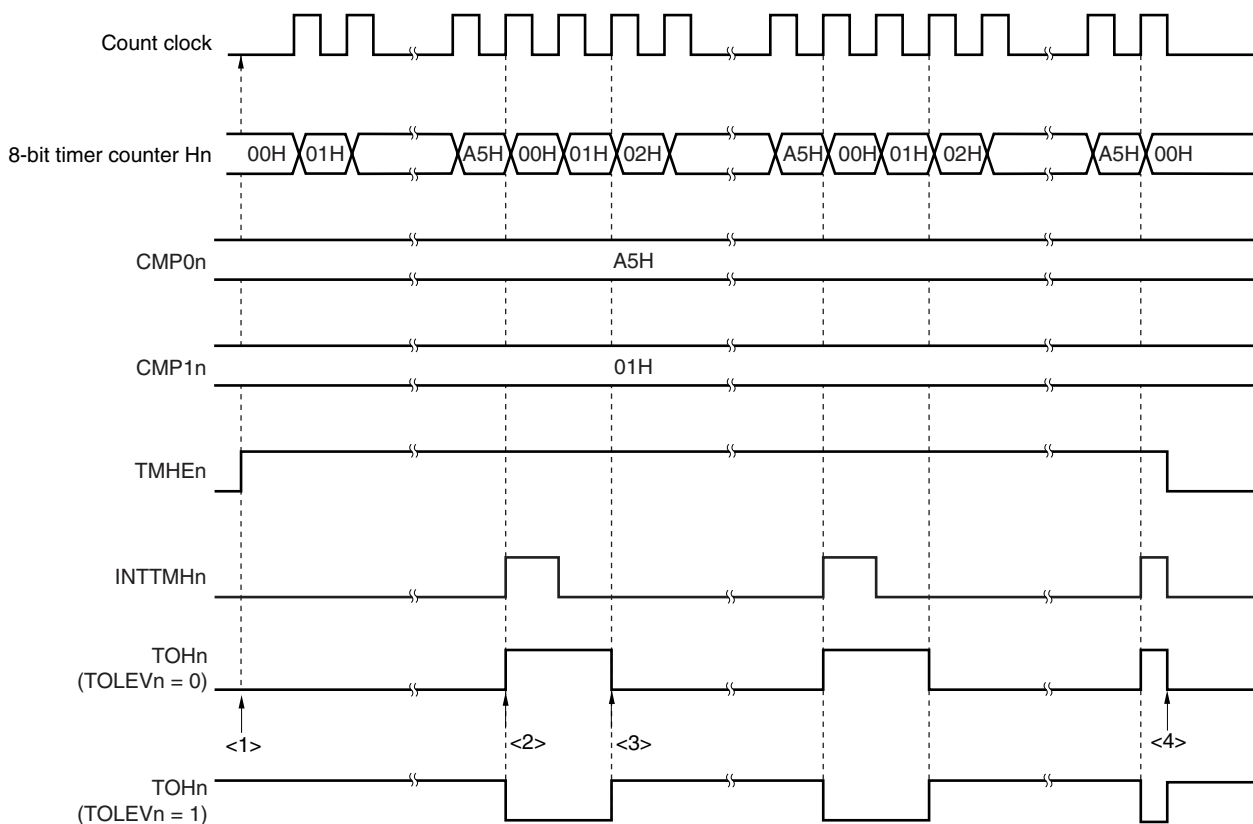 Count clock
8-bit timer counter Hn
00H 01H A5H 00H 01H 02H A5H 00H 01H 02H A5H 00H
CMP0n
A5H
CMP1n
01H
TMHEn
INTTMHn
TOHn
(TOLEVn = 0)
<1> <2> <3> <4>
TOHn
(TOLEVn = 1)